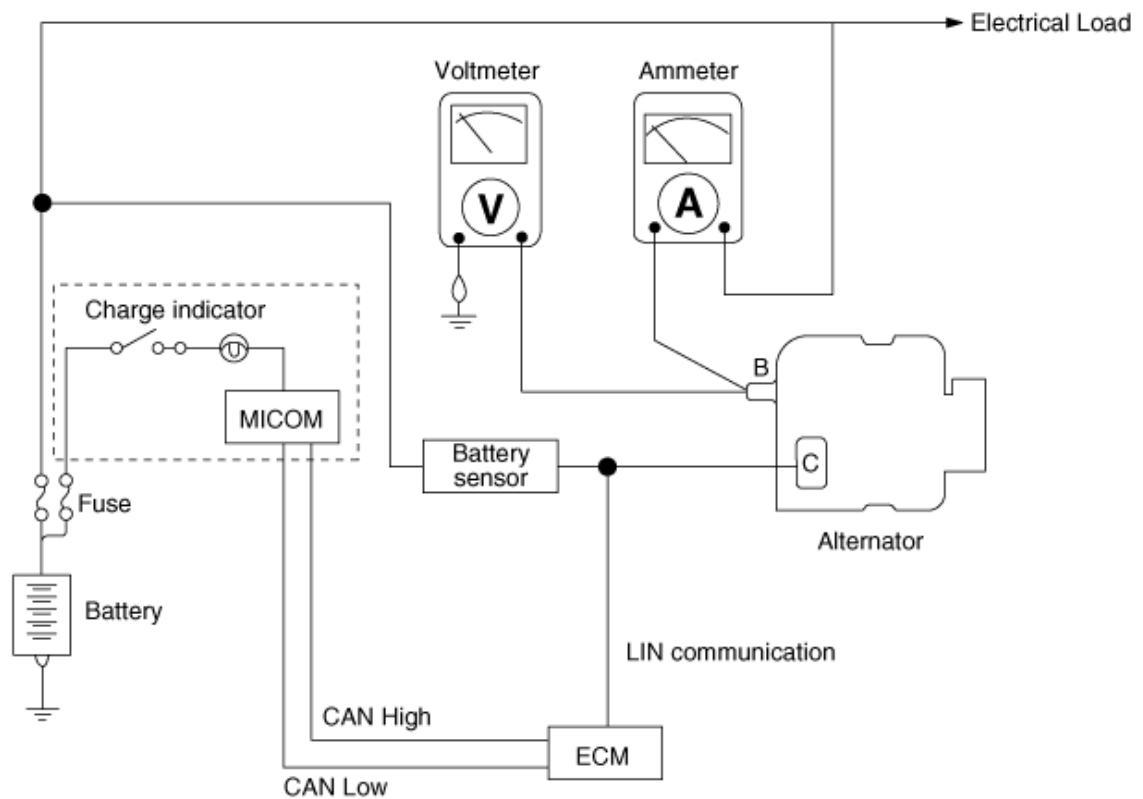 Electrical Load
Voltmeter
Ammeter
V
A
Charge indicator
B
MICOM
Battery
sensor
C
Fuse
Alternator
Battery
LIN communication
CAN High
ECM
CAN Low